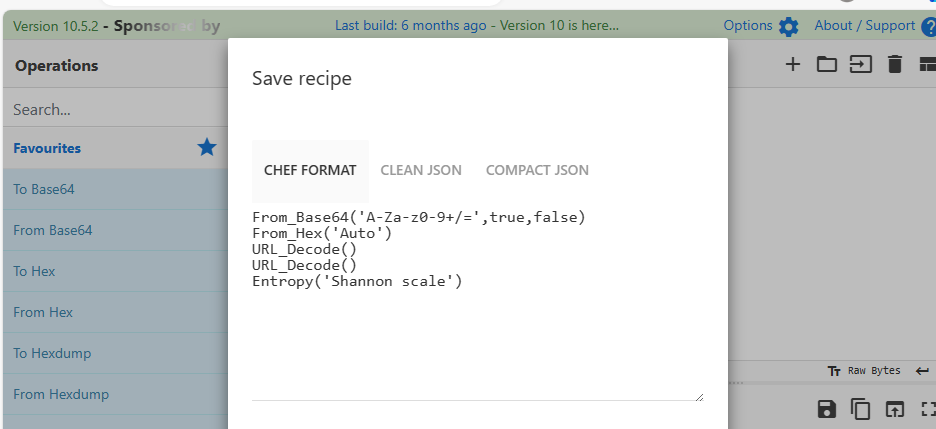 Version 10.5.2 - Sponsored by
Last build: 6 months ago - Version 10 is here...
Options
About / Support
Operations
Search...
Favourites
To Base64
From Base64
To Hex
From Hex
To Hexdump
From Hexdump
Save recipe
CHEF FORMAT
CLEAN JSON
COMPACT JSON
From_Base64('A-Za-z0-9+/=',true,false)
From_Hex('Auto')
URL_Decode()
URL_Decode()
Entropy('Shannon scale')
Raw Bytes